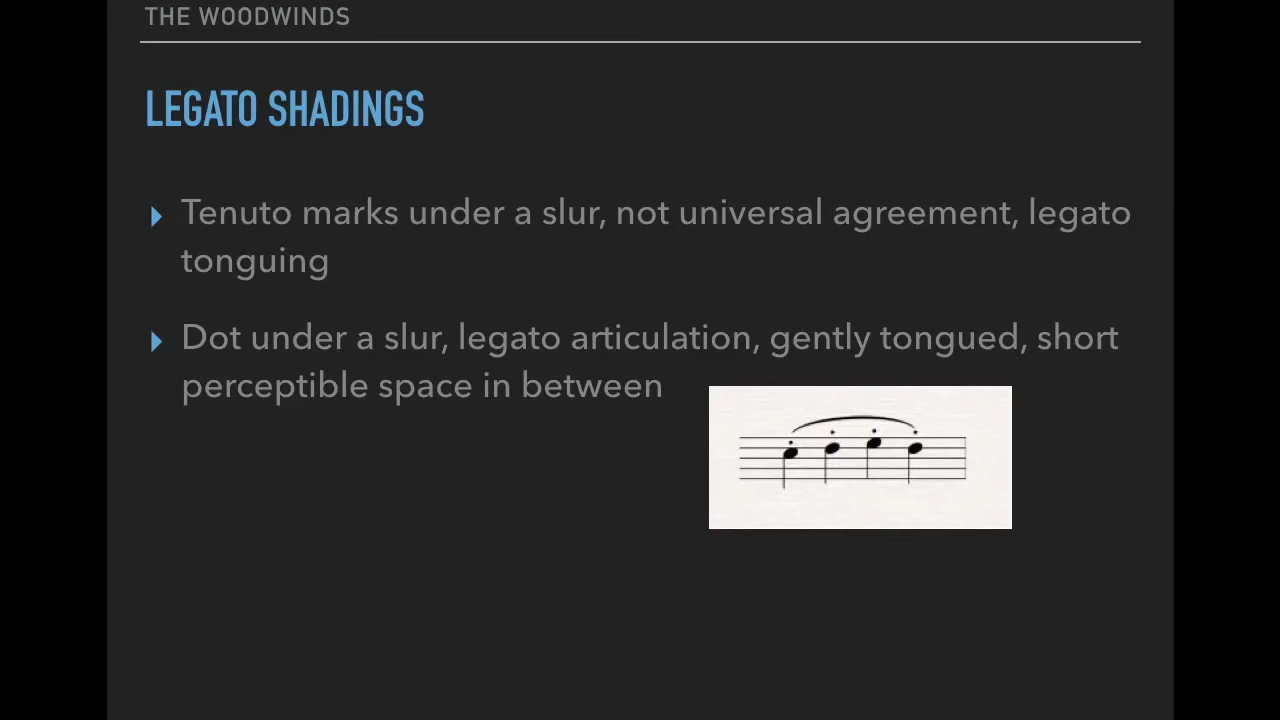 THE WOODWINDS
LEGATO SHADINGS
Tenuto marks under a slur, not universal agreement, legato
tonguing
Dot under a slur, legato articulation, gently tongued, short
perceptible space in between